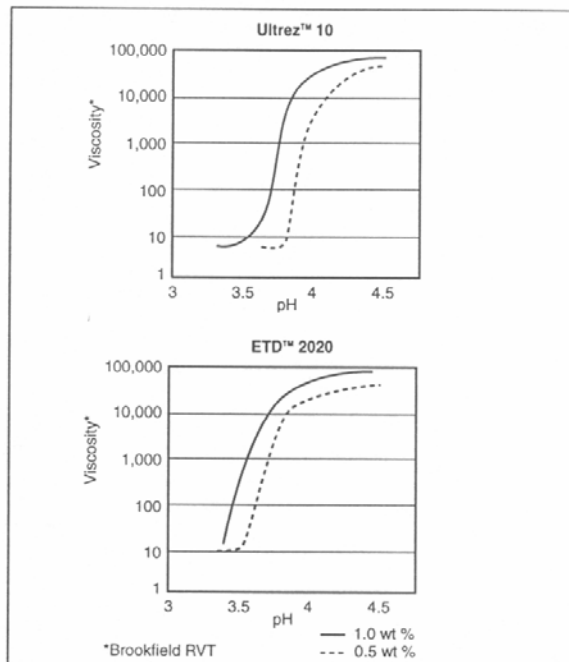 Ultrez™ 10
100,000
10,000
1,000
100
10
1
Viscosity*
3 3.5 4 4.5
pH
ETD™ 2020
100,000
10,000
1,000
100
10
1
Viscosity*
3 3.5 4 4.5
pH
*Brookfield RVT
1.0 wt %
0.5 wt %